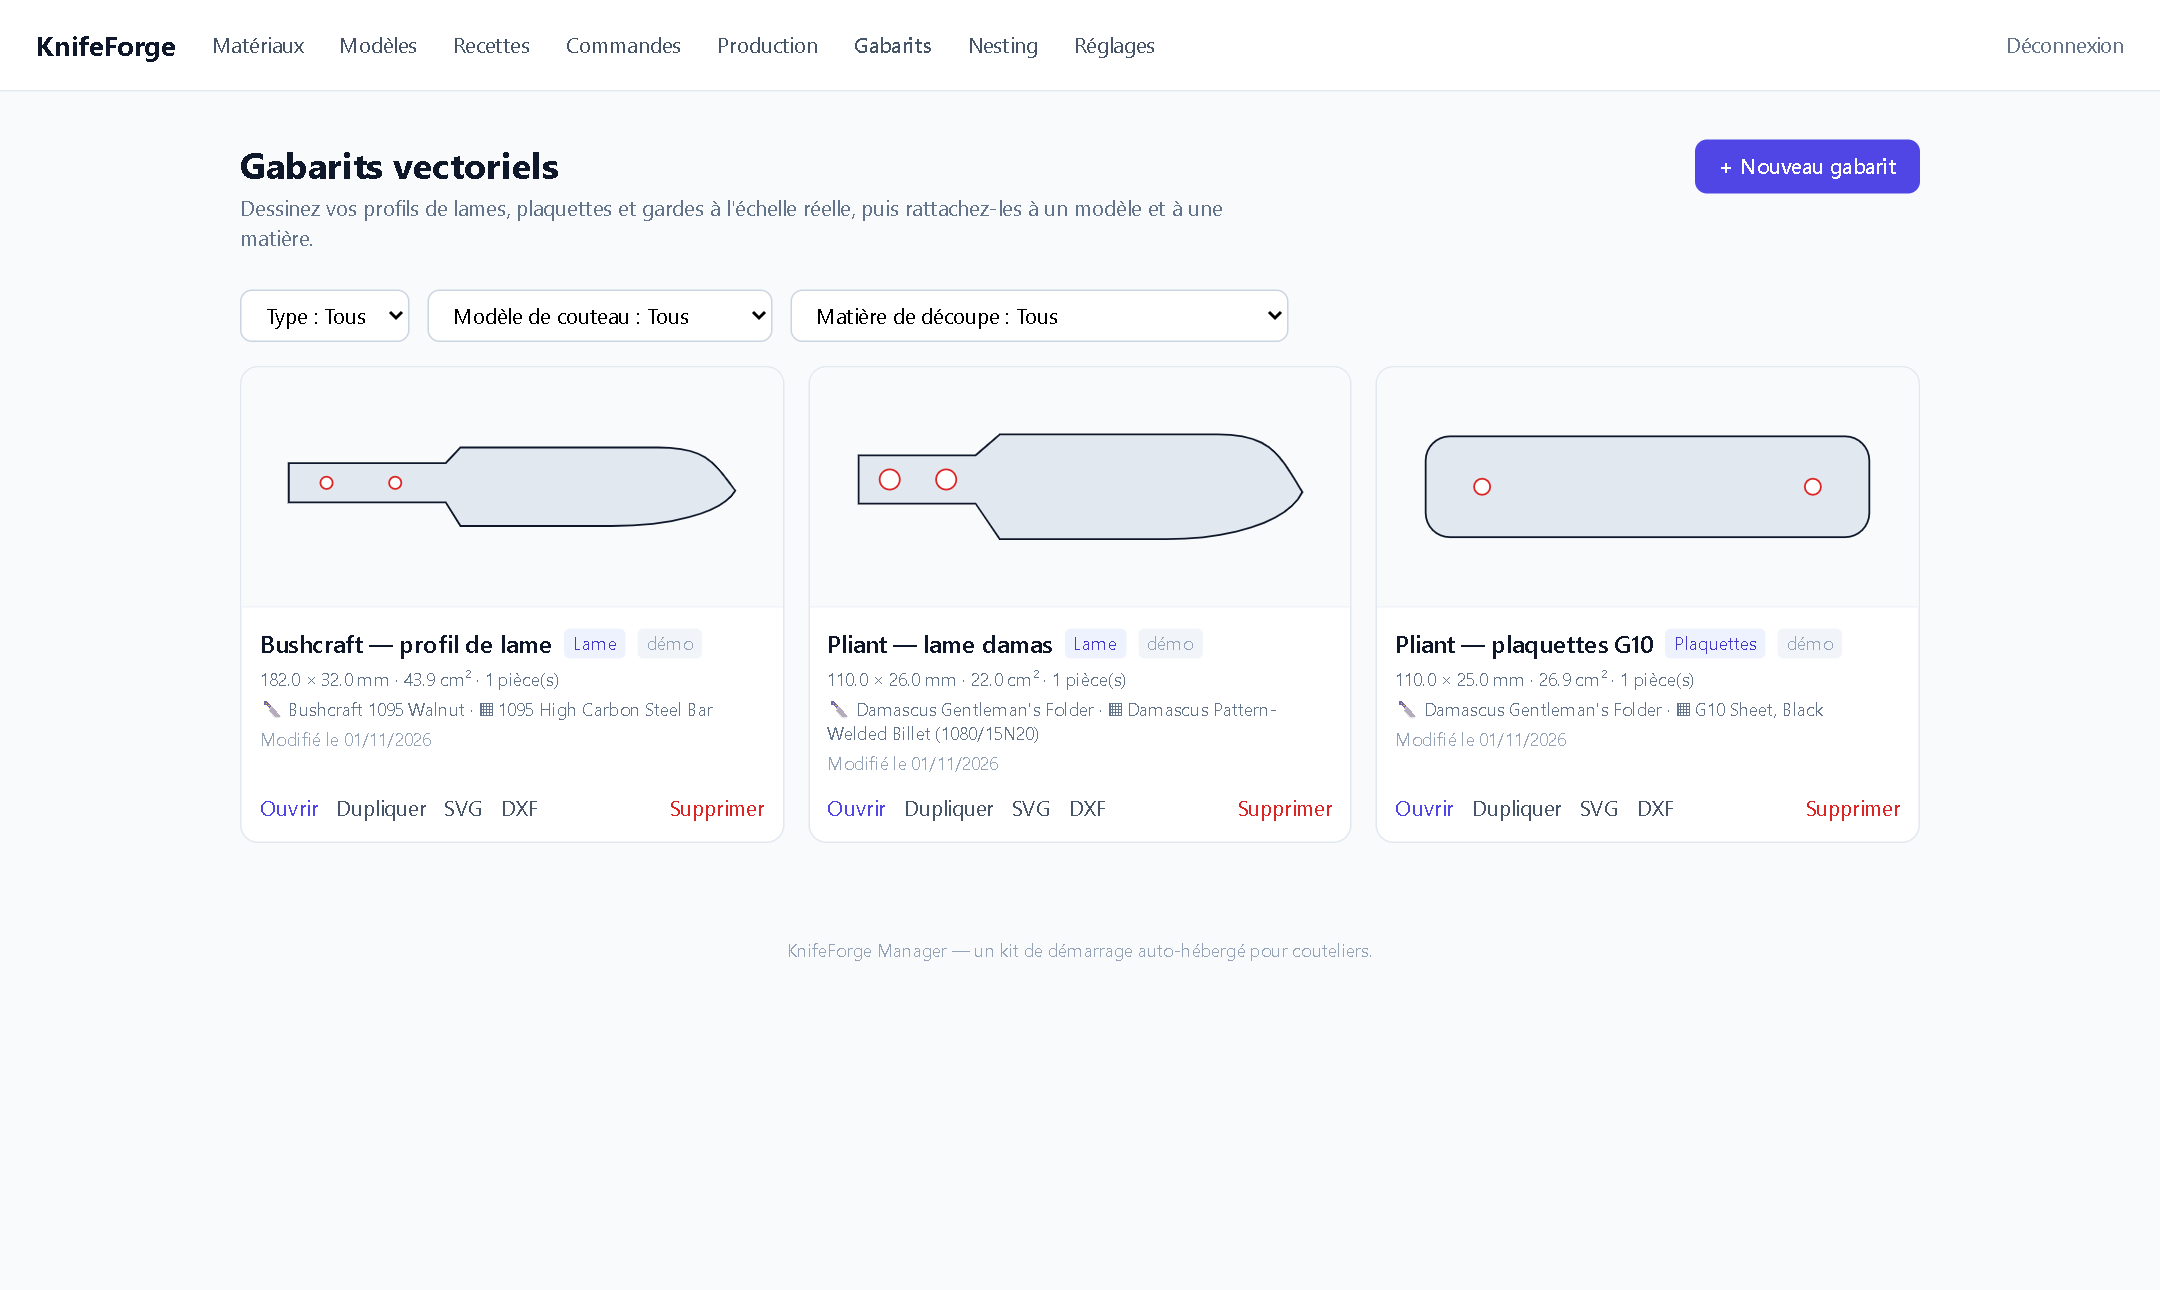 KnifeForge Matériaux Modèles Recettes Commandes Production Gabarits Nesting Réglages Déconnexion
Gabarits vectoriels
+ Nouveau gabarit
Dessinez vos profils de lames, plaquettes et gardes à l'échelle réelle, puis rattachez-les à un modèle et à une
matière.
Type : Tous Modèle de couteau : Tous Matière de découpe : Tous
Bushcraft — profil de lame Lame démo
182.0 × 32.0 mm · 43.9 cm² · 1 pièce(s)
Bushcraft 1095 Walnut · ▦ 1095 High Carbon Steel Bar
Modifié le 01/11/2026
Ouvrir Dupliquer SVG DXF Supprimer
Pliant — lame damas Lame démo
110.0 × 26.0 mm · 22.0 cm² · 1 pièce(s)
Damascus Gentleman's Folder · ▦ Damascus Pattern-
Welded Billet (1080/15N20)
Modifié le 01/11/2026
Ouvrir Dupliquer SVG DXF Supprimer
Pliant — plaquettes G10 Plaquettes démo
110.0 × 25.0 mm · 26.9 cm² · 1 pièce(s)
Damascus Gentleman's Folder · ▦ G10 Sheet, Black
Modifié le 01/11/2026
Ouvrir Dupliquer SVG DXF Supprimer
KnifeForge Manager — un kit de démarrage auto-hébergé pour couteliers.